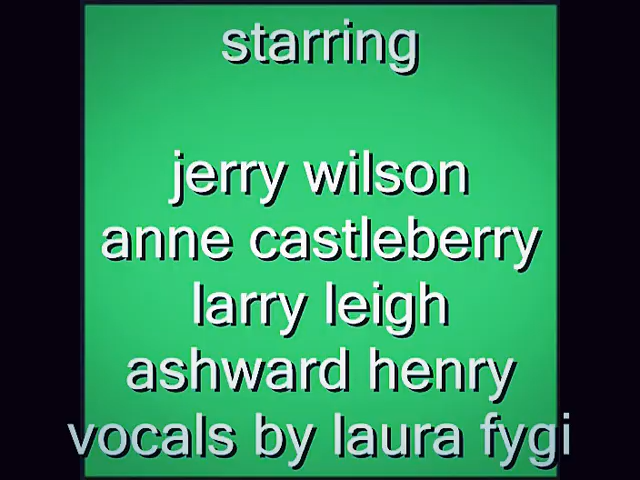 starring
jerry wilson
anne castleberry
larry leigh
ashward henry
vocals by laura fygi